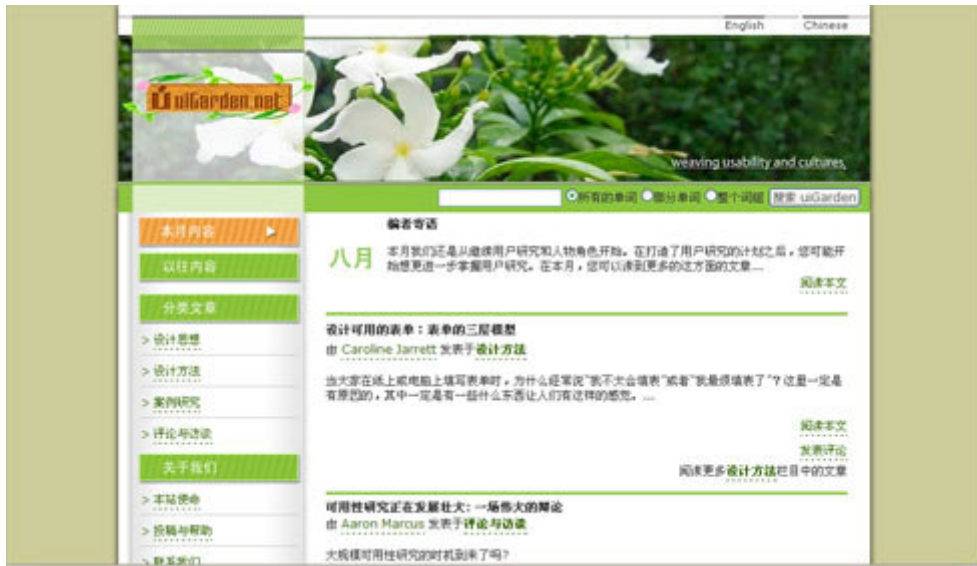 English Chinese
uiGarden.net
weaving usability and cultures,
所有的单词 部分单词 整个词组 搜索 uiGarden
本月内容
以往内容
分类文章
> 设计思想
> 设计方法
> 案例研究
> 评论与访谈
关于我们
> 本站使命
> 投稿与帮助
> 联系我们
编者寄语
八月
本月我们还是从继续用户研究和人物角色开始。在打造了用户研究的计划之后，您可能开
始想更进一步掌握用户研究。在本月，您可以读到更多的这方面的文章....
阅读本文
设计可用的表单：表单的三层模型
由 Caroline Jarrett 发表于设计方法
当大家在纸上或电脑上填写表单时，为什么经常说"我不大会填表"或者"我最烦填表了"? 这里一定是
有原因的，其中一定是有一些什么东西让人们有这样的感觉。....
阅读本文
发表评论
阅读更多设计方法栏目中的文章
可用性研究正在发展壮大: 一场伟大的辩论
由 Aaron Marcus 发表于评论与访谈
大规模可用性研究的时机到来了吗?